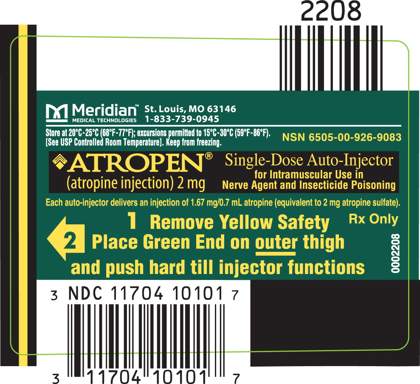 2208
Meridian™ St. Louis, MO 63146
MEDICAL TECHNOLOGIES 1-833-739-0945
Store at 20°C-25°C (68°F-77°F); excursions permitted to 15°C-30°C (59°F-86°F).
[See USP Controlled Room Temperature]. Keep from freezing.
NSN 6505-00-926-9083
ATROPEN® Single-Dose Auto-Injector
(atropine injection) 2 mg
for Intramuscular Use in
Nerve Agent and Insecticide Poisoning
Each auto-injector delivers an injection of 1.67 mg/0.7 mL atropine (equivalent to 2 mg atropine sulfate).
1 Remove Yellow Safety
Rx Only
2 Place Green End on outer thigh
and push hard till injector functions
0002208
3 NDC 11704 10101 7
3 11704 10101 7